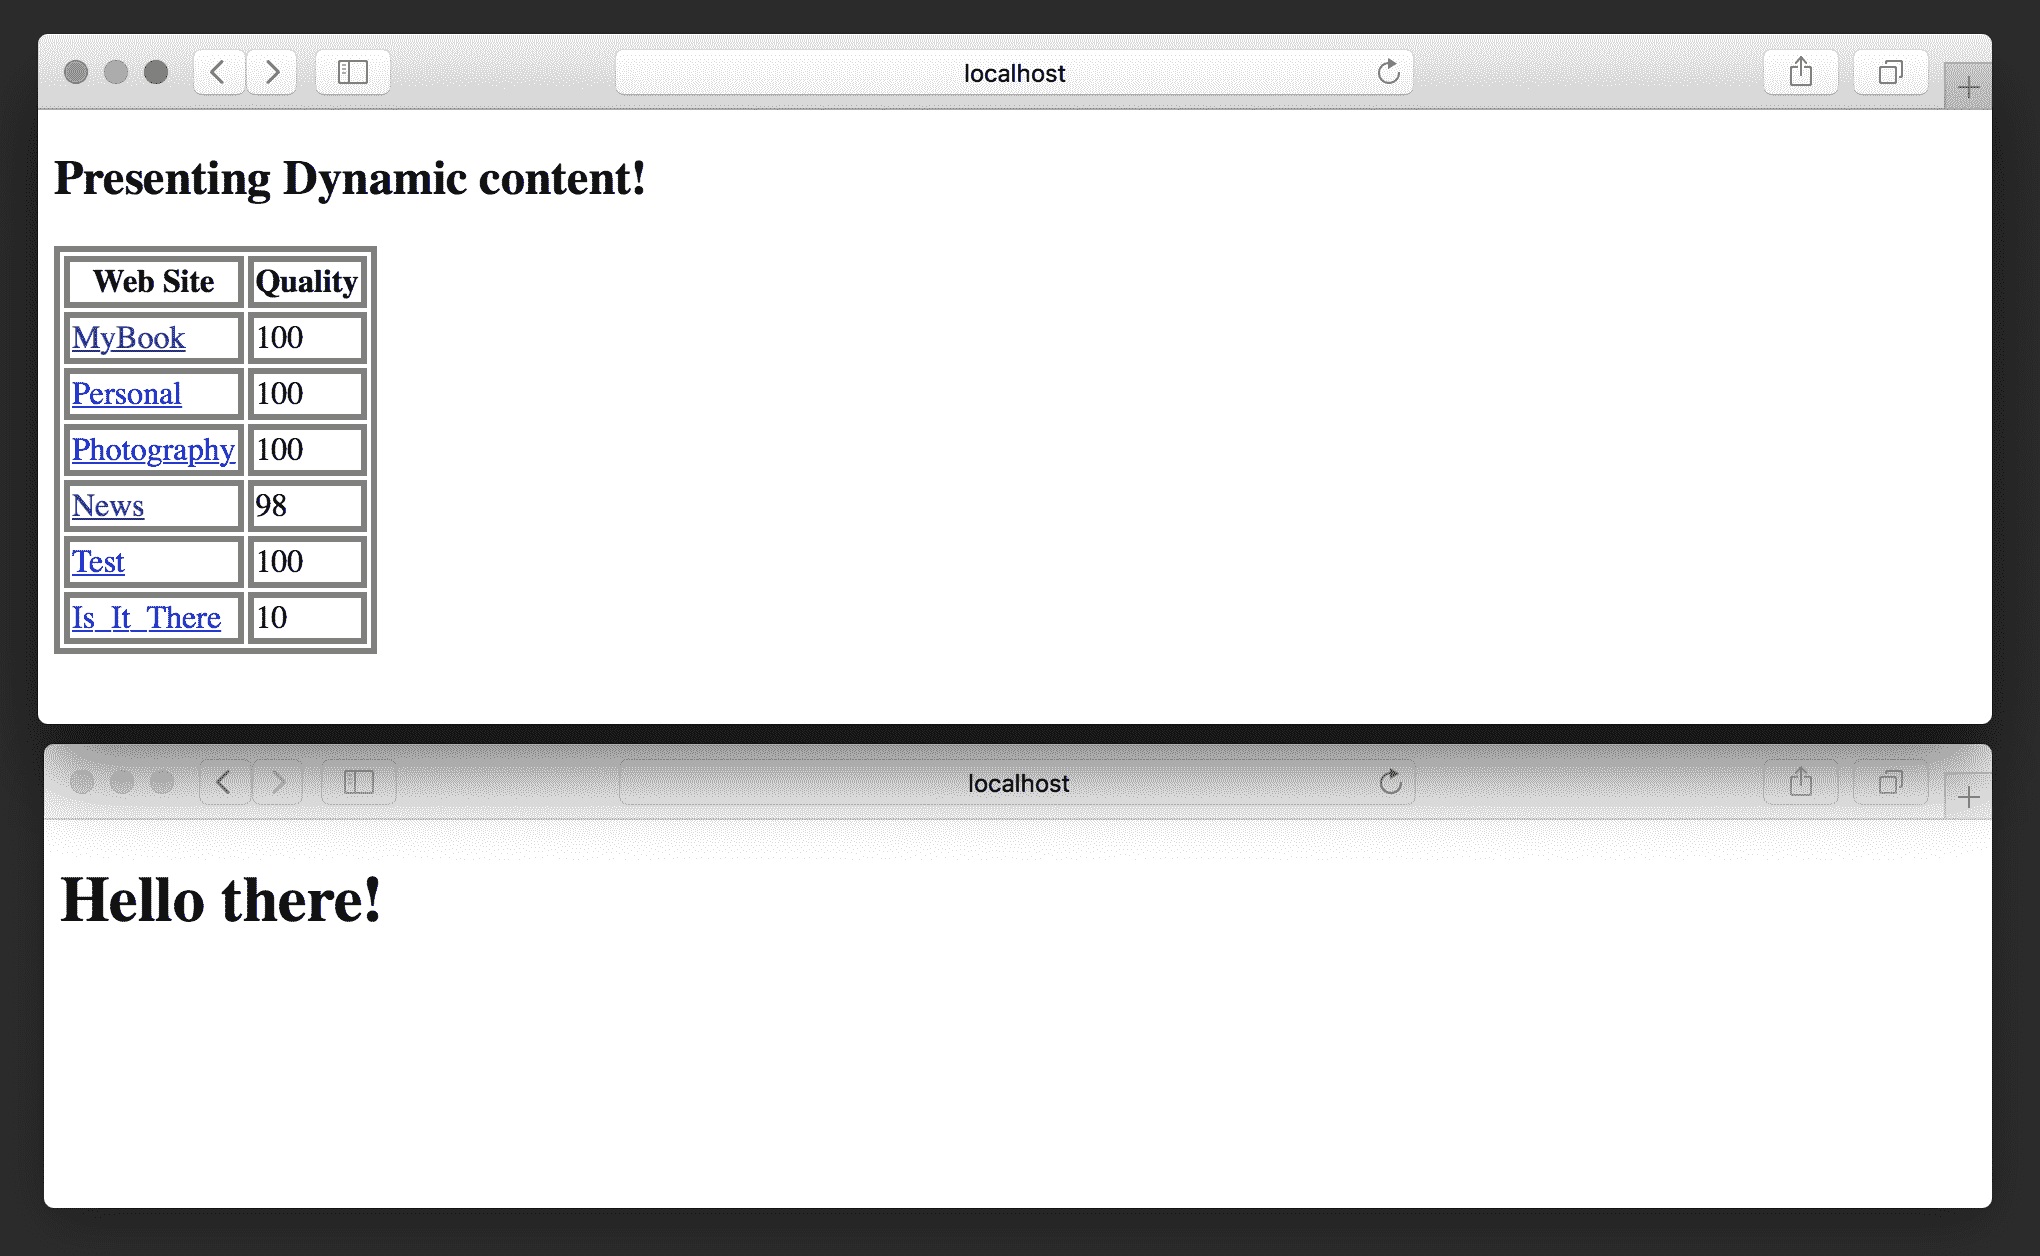 localhost
Presenting Dynamic content!
Web Site Quality
MyBook 100
Personal 100
Photography 100
News 98
Test 100
Is_It_There 10
localhost
Hello there!